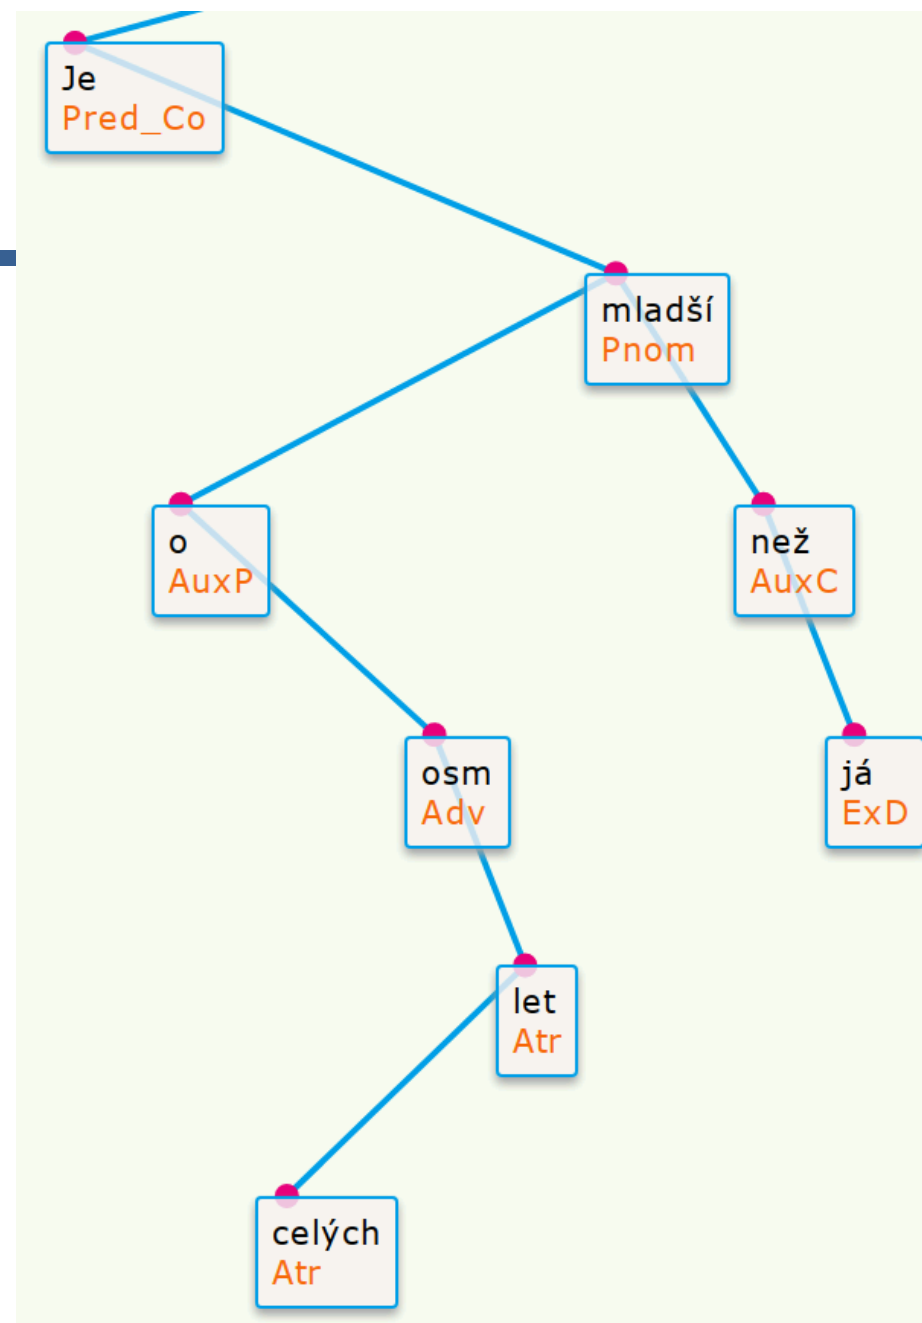 Je
Pred_Co
mladší
Pnom
o
AuxP
než
AuxC
osm
Adv
já
ExD
let
Atr
celých
Atr